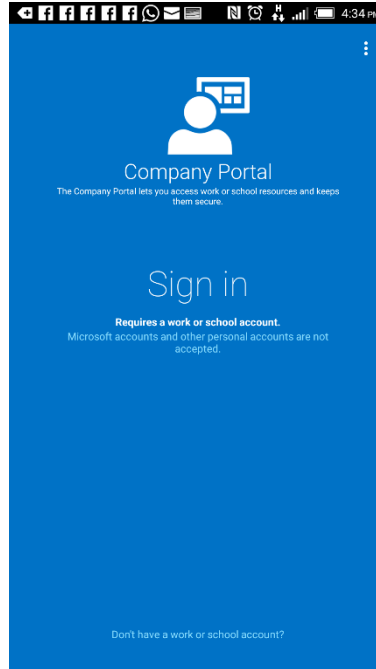 4:34 PM
Company Portal
The Company Portal lets you access work or school resources and keeps
them secure.
Sign in
Requires a work or school account.
Microsoft accounts and other personal accounts are not
accepted.
Don't have a work or school account?